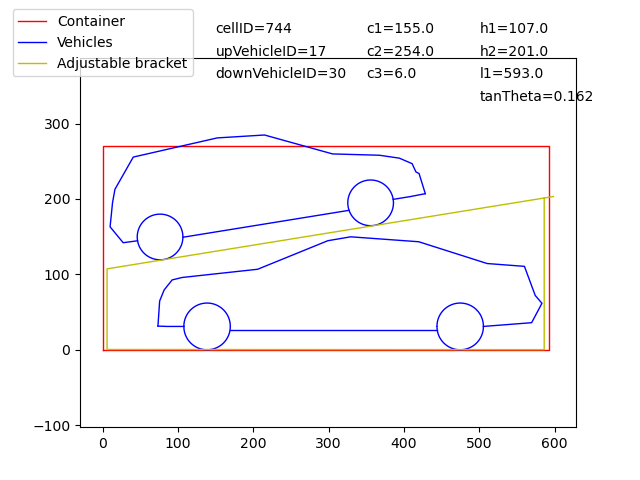 Container
Vehicles
Adjustable bracket
cellID=744
upVehicleID=17
downVehicleID=30
c1=155.0
c2=254.0
c3=6.0
h1=107.0
h2=201.0
l1=593.0
tanTheta=0.162
300
200
100
0
−100
0 100 200 300 400 500 600